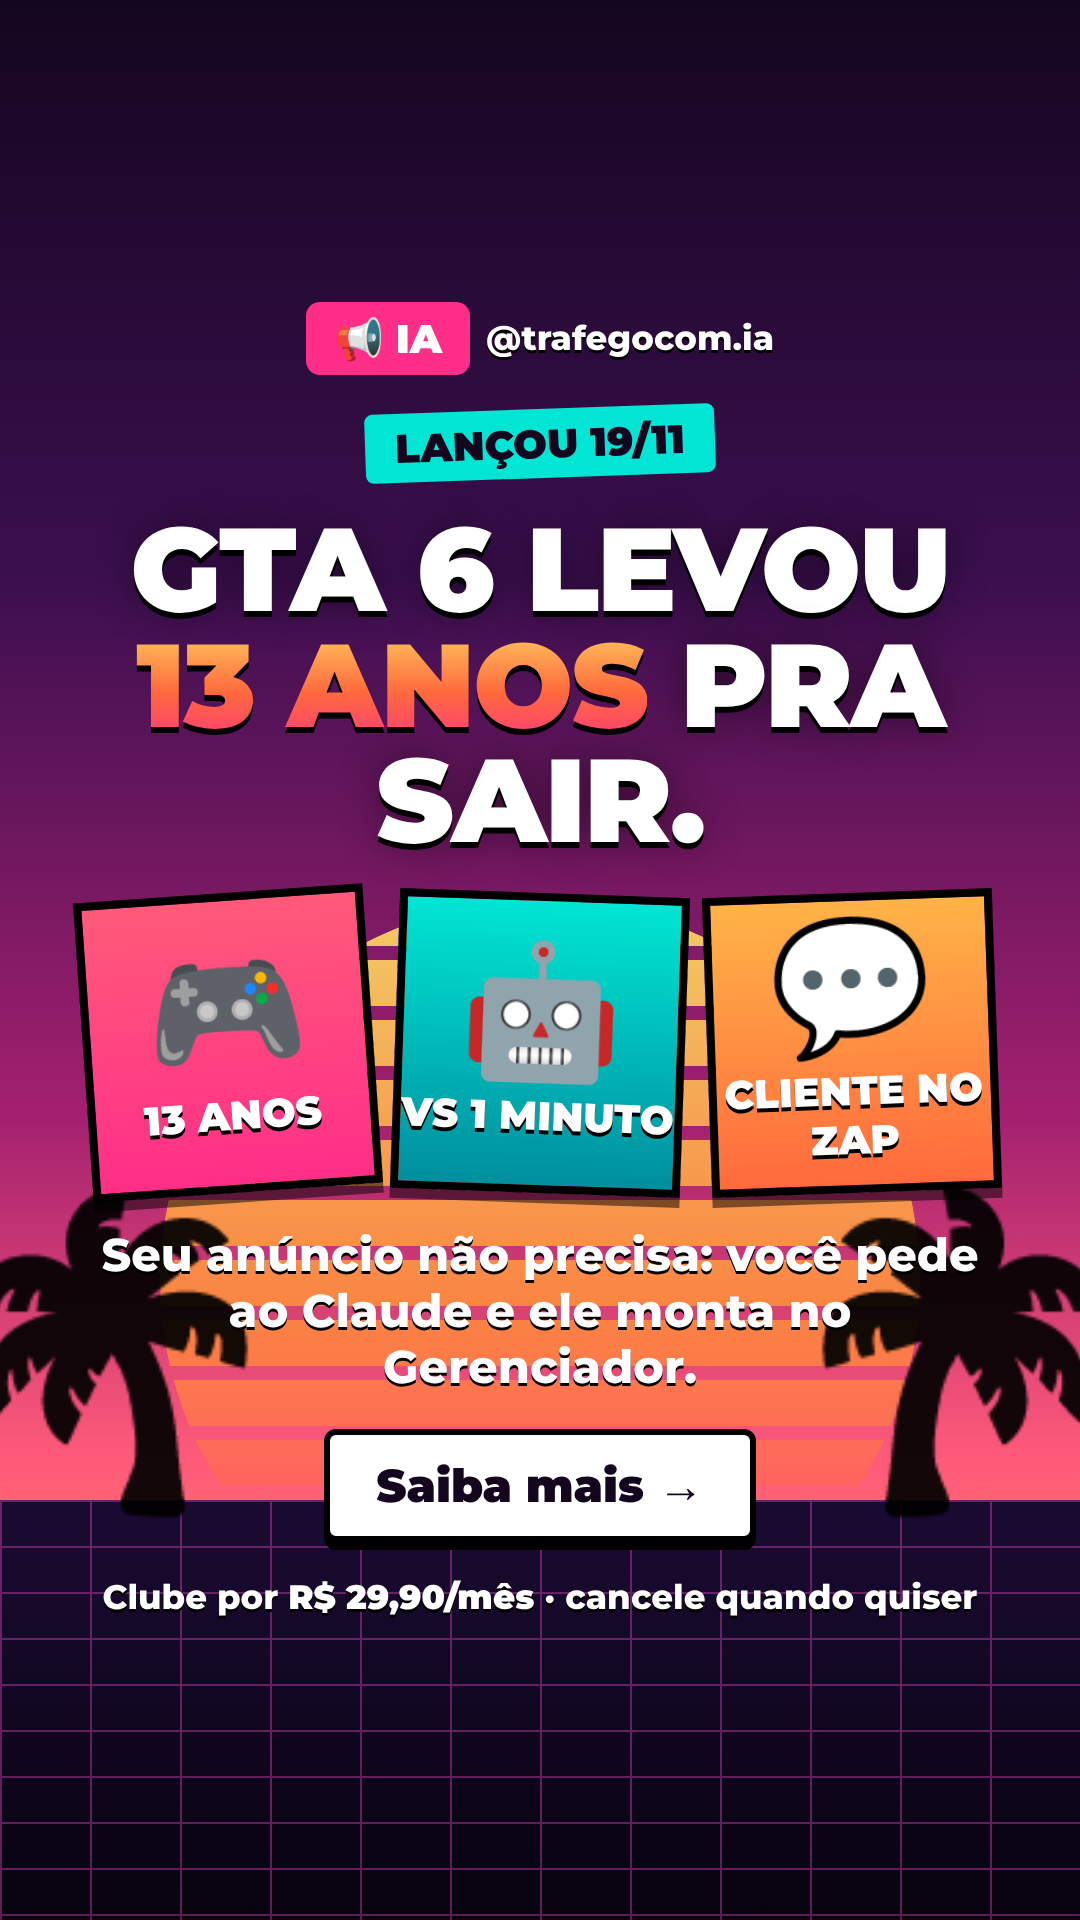 📢 IA @trafegocom.ia
LANÇOU 19/11
GTA 6 LEVOU
13 ANOS PRA
SAIR.
13 ANOS
VS 1 MINUTO
CLIENTE NO
ZAP
Seu anúncio não precisa: você pede
ao Claude e ele monta no
Gerenciador.
Saiba mais →
Clube por R$ 29,90/mês · cancele quando quiser